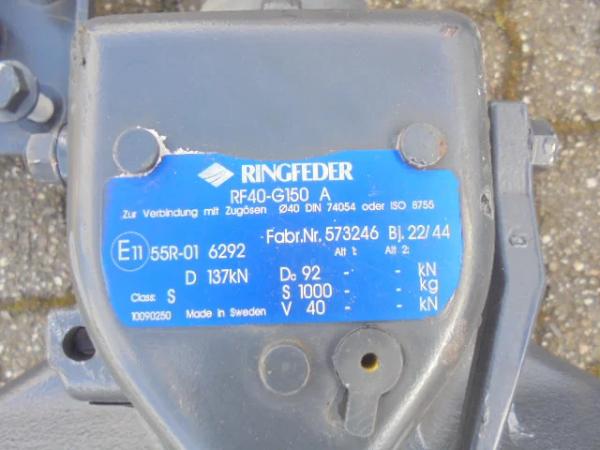 RINGFEDER
RF40-G150 A
Zur Verbindung mit Zugösen Ø40 DIN 74054 oder ISO 8755
E11 55R-01 6292 Fabr.Nr. 573246 Bj. 22/44
Alt 1: Alt 2:
D 137kN Dc 92 - - kN
Class: S S 1000 - - kg
10090250 Made in Sweden V 40 - - kN